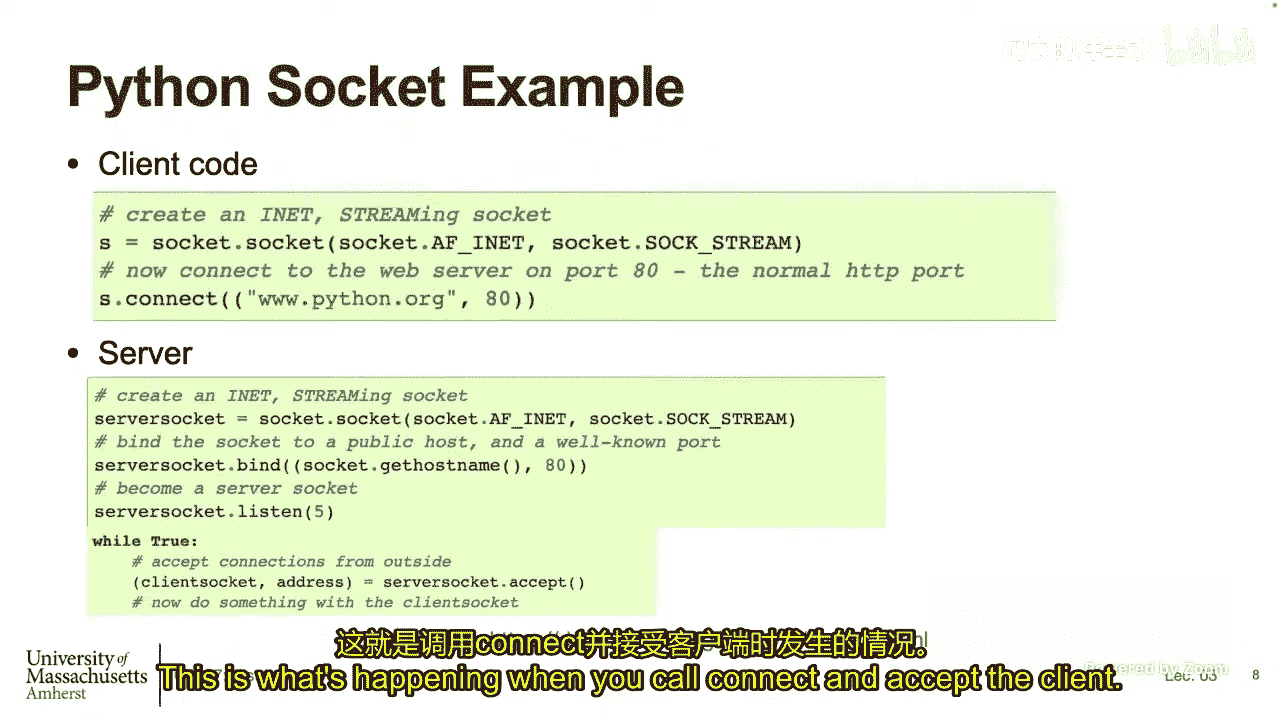 Python Socket Example
• Client code
# create an INET, STREAMing socket
s = socket.socket(socket.AF_INET, socket.SOCK_STREAM)
# now connect to the web server on port 80 - the normal http port
s.connect(("www.python.org", 80))
• Server
# create an INET, STREAMing socket
serversocket = socket.socket(socket.AF_INET, socket.SOCK_STREAM)
# bind the socket to a public host, and a well-known port
serversocket.bind((socket.gethostname(), 80))
# become a server socket
serversocket.listen(5)
while True:
    # accept connections from outside
    (clientsocket, address) = serversocket.accept()
    # now do something with the clientsocket
这就是调用connect并接受客户端时发生的情况。
This is what's happening when you call connect and accept the client.
University of
Massachusetts
Amherst
Powered by Zoom
Lec. 03
8